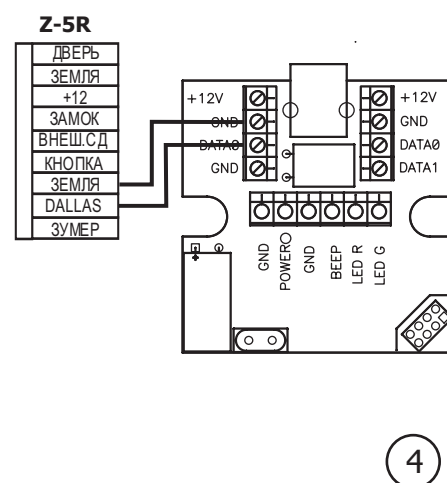 Z-5R
ДВЕРЬ
ЗЕМЛЯ
+12
ЗАМОК
ВНЕШ.СД
КНОПКА
ЗЕМЛЯ
DALLAS
ЗУМЕР
+12V
GND
DATA0
GND
+12V
GND
DATA0
DATA1
GND
POWER
GND
BEEP
LED R
LED G
+
4